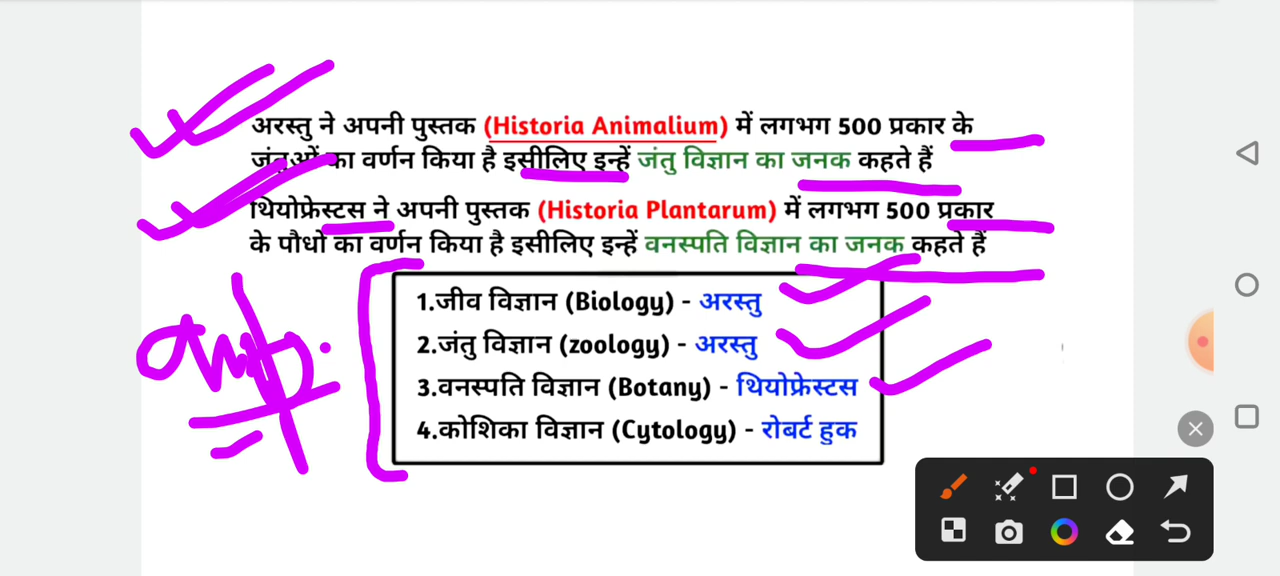 अरस्तु ने अपनी पुस्तक (Historia Animalium) में लगभग 500 प्रकार के
जंतुओं का वर्णन किया है इसीलिए इन्हें जंतु विज्ञान का जनक कहते हैं
थियोफ्रेस्टस ने अपनी पुस्तक (Historia Plantarum) में लगभग 500 प्रकार
के पौधो का वर्णन किया है इसीलिए इन्हें वनस्पति विज्ञान का जनक कहते हैं
1.जीव विज्ञान (Biology) - अरस्तु
2.जंतु विज्ञान (zoology) - अरस्तु
3.वनस्पति विज्ञान (Botany) - थियोफ्रेस्टस
4.कोशिका विज्ञान (Cytology) - रोबर्ट हुक